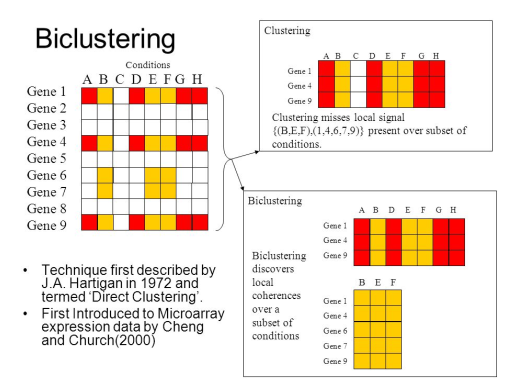 Biclustering
Conditions
A B C D E F G H
Gene 1
Gene 2
Gene 3
Gene 4
Gene 5
Gene 6
Gene 7
Gene 8
Gene 9
• Technique first described by
J.A. Hartigan in 1972 and
termed ‘Direct Clustering’.
• First Introduced to Microarray
expression data by Cheng
and Church(2000)
Clustering
A B C D E F G H
Gene 1
Gene 4
Gene 9
Clustering misses local signal
{(B,E,F),(1,4,6,7,9)} present over subset of
conditions.
Biclustering
A B D E F G H
Gene 1
Gene 4
Gene 9
Biclustering
discovers
local
coherences
over a
subset of
conditions
B E F
Gene 1
Gene 4
Gene 6
Gene 7
Gene 9